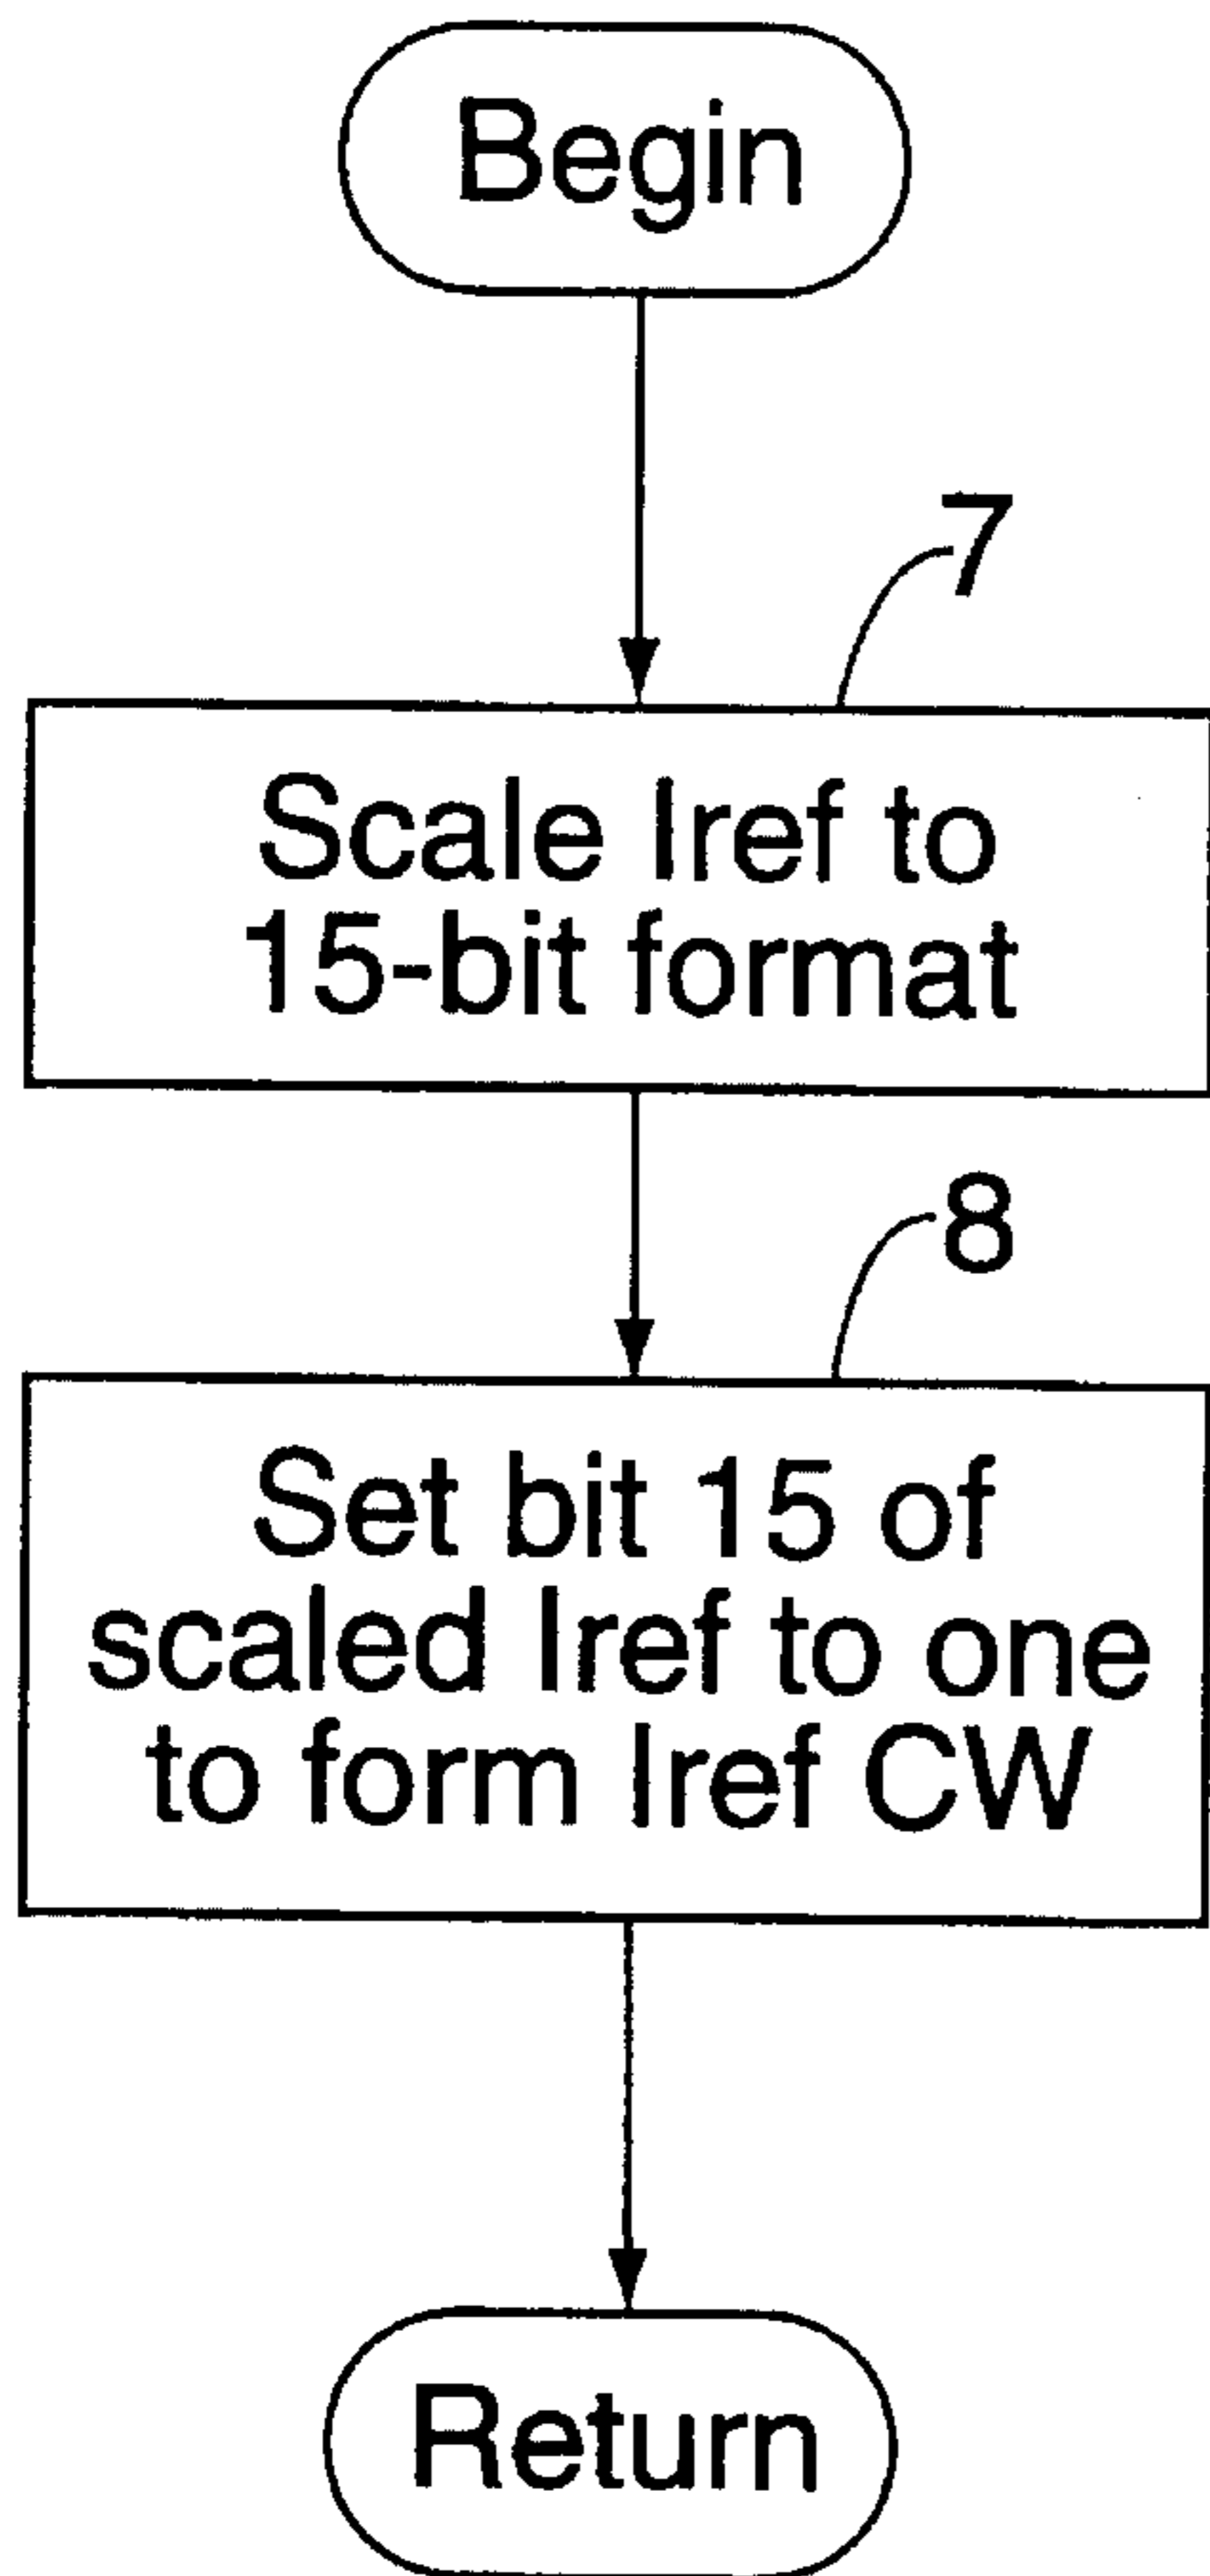 Begin
7
Scale Iref to
15-bit format
8
Set bit 15 of
scaled Iref to one
to form Iref CW
Return